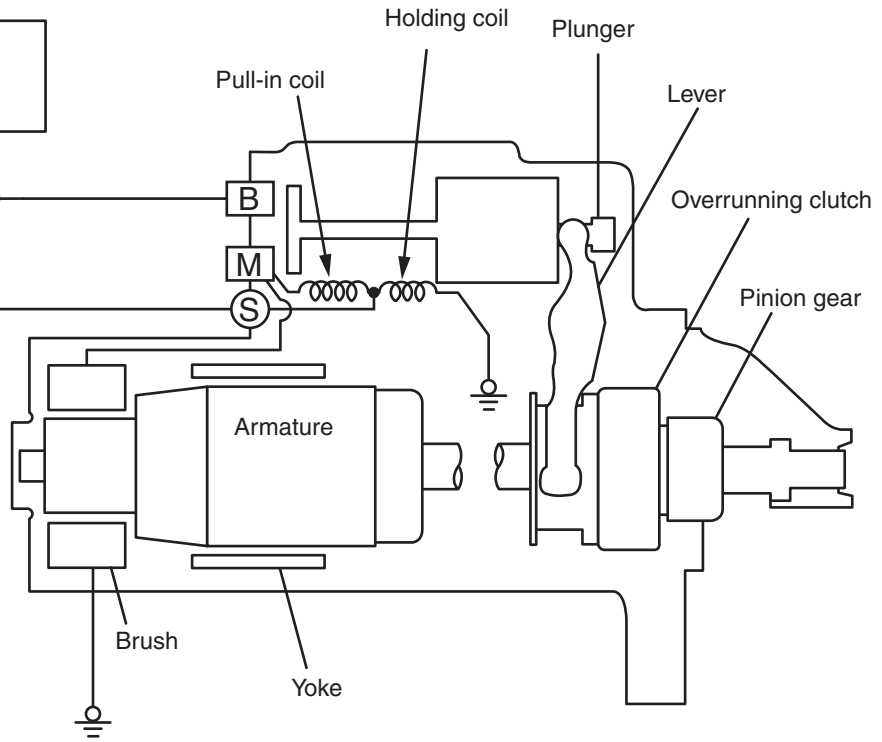 Holding coil
Plunger
Pull-in coil
Lever
B
Overrunning clutch
M
S
Pinion gear
Armature
Brush
Yoke